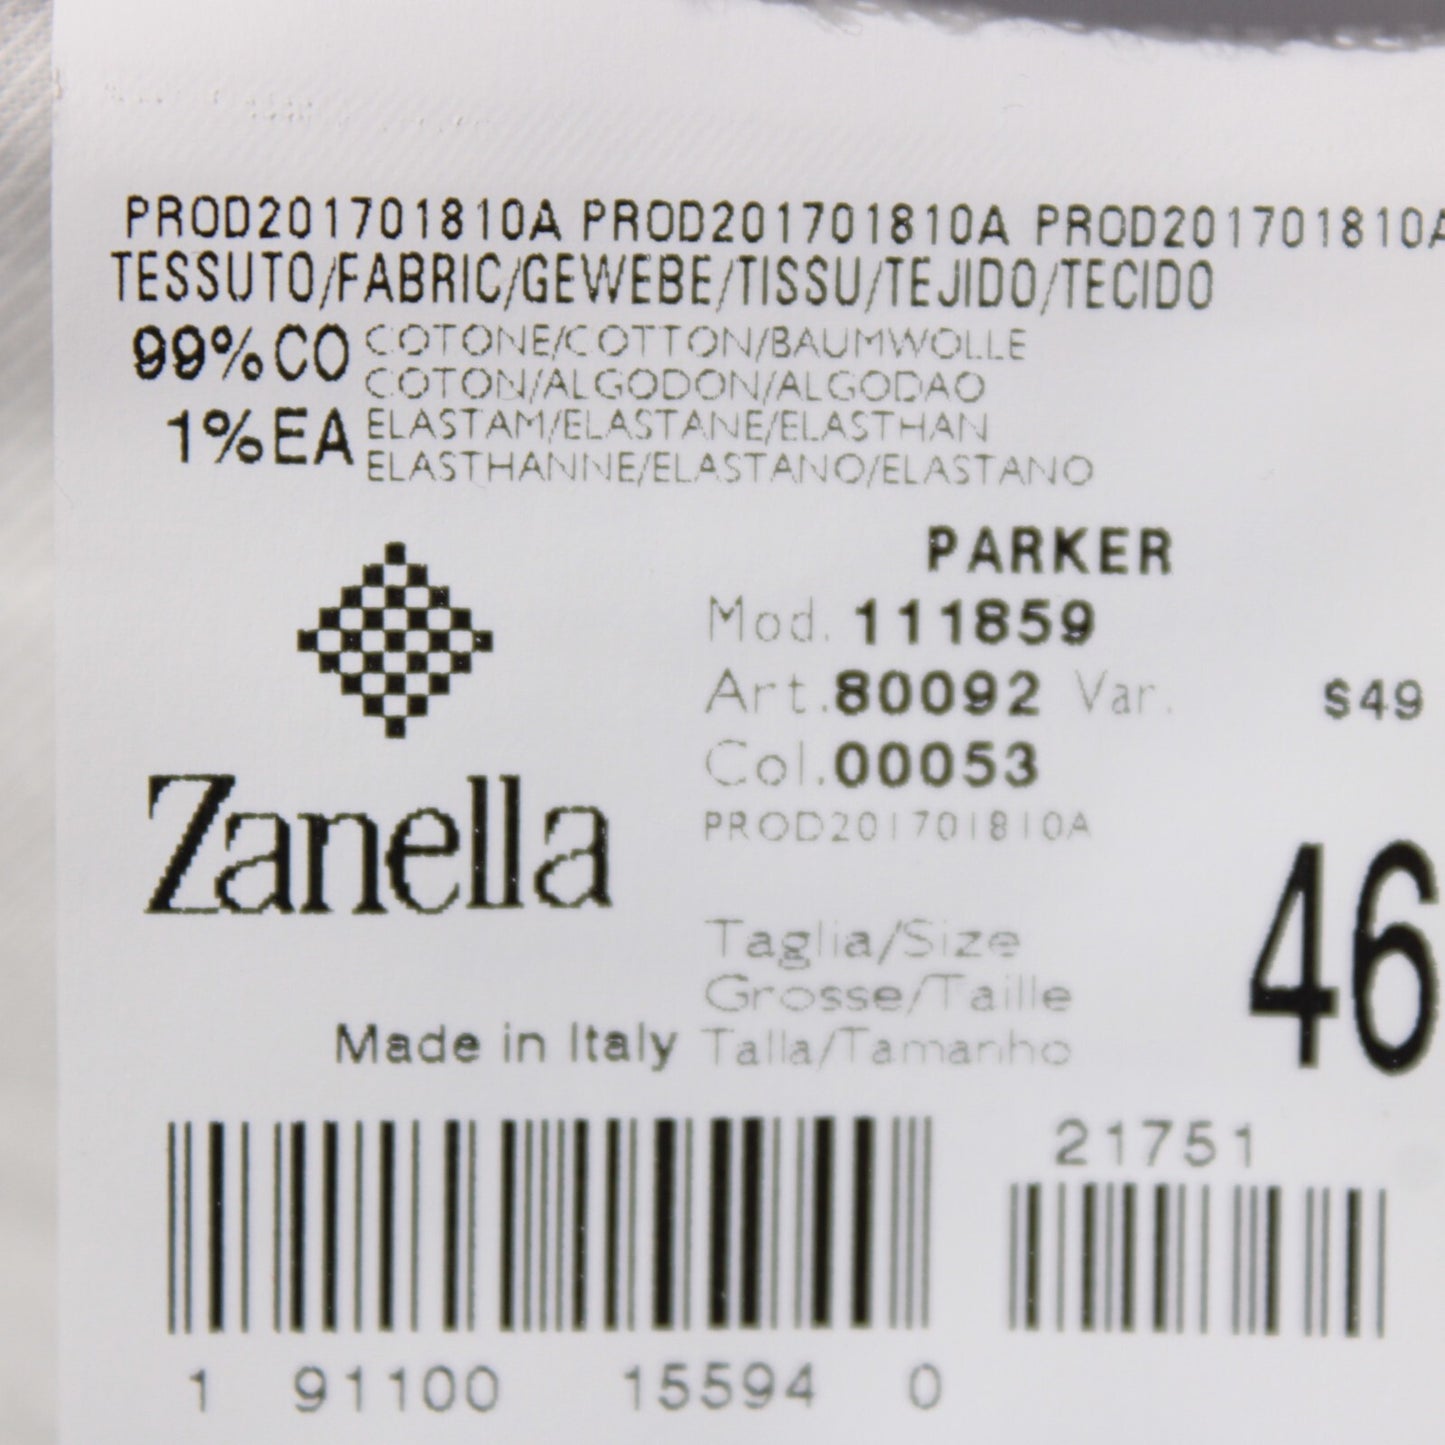 PROD201701810A PROD201701810A PROD201701810A
TESSUTO/FABRIC/GEWEBE/TISSU/TEJIDO/TECIDO
99%CO COTONE/COTTON/BAUMWOLLE
COTON/ALGODON/ALGODAO
1%EA ELASTAM/ELASTANE/ELASTHAN
ELASTHANNE/ELASTANO/ELASTANO
PARKER
Mod. 111859
Art.80092 Var. $49
Col.00053
PROD201701810A
Zanella
46
Taglia/Size
Grosse/Taille
Made in Italy Talla/Tamanho
21751
1 91100 15594 0